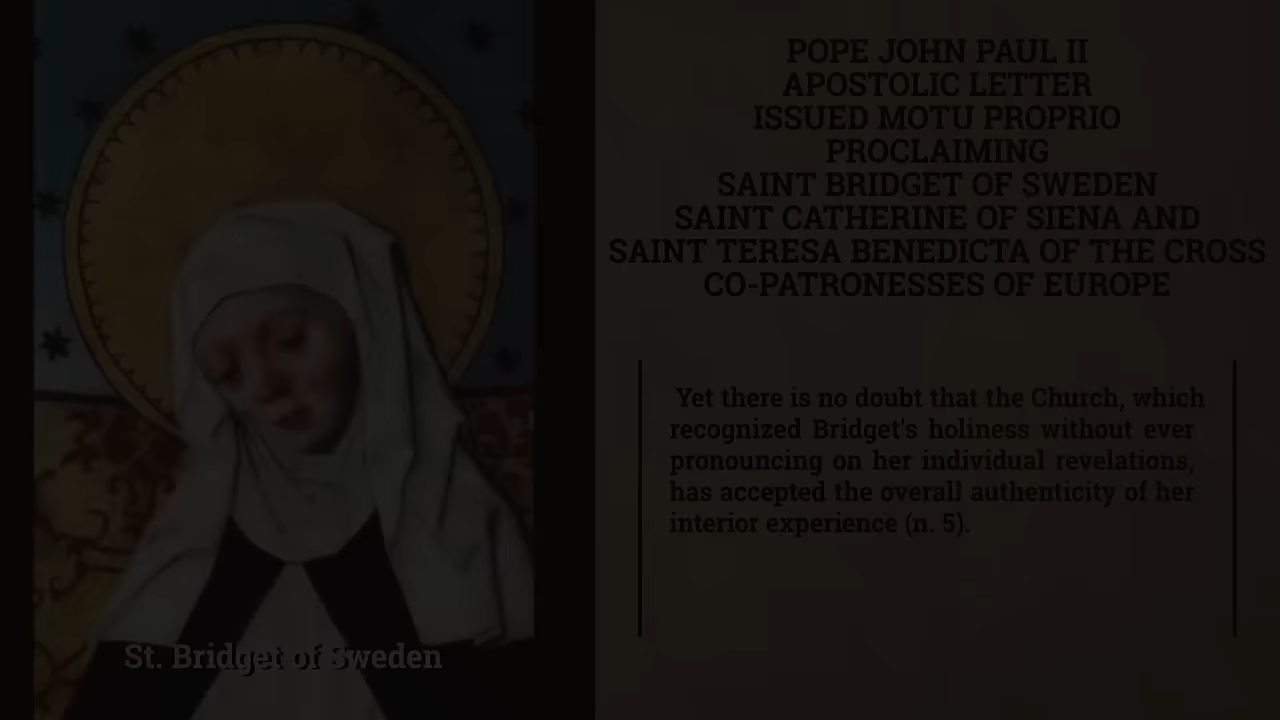 POPE JOHN PAUL II
APOSTOLIC LETTER
ISSUED MOTU PROPRIO
PROCLAIMING
SAINT BRIDGET OF SWEDEN
SAINT CATHERINE OF SIENA AND
SAINT TERESA BENEDICTA OF THE CROSS
CO-PATRONESSES OF EUROPE
Yet there is no doubt that the Church, which
recognized Bridget's holiness without ever
pronouncing on her individual revelations,
has accepted the overall authenticity of her
interior experience (n. 5).
St. Bridget of Sweden